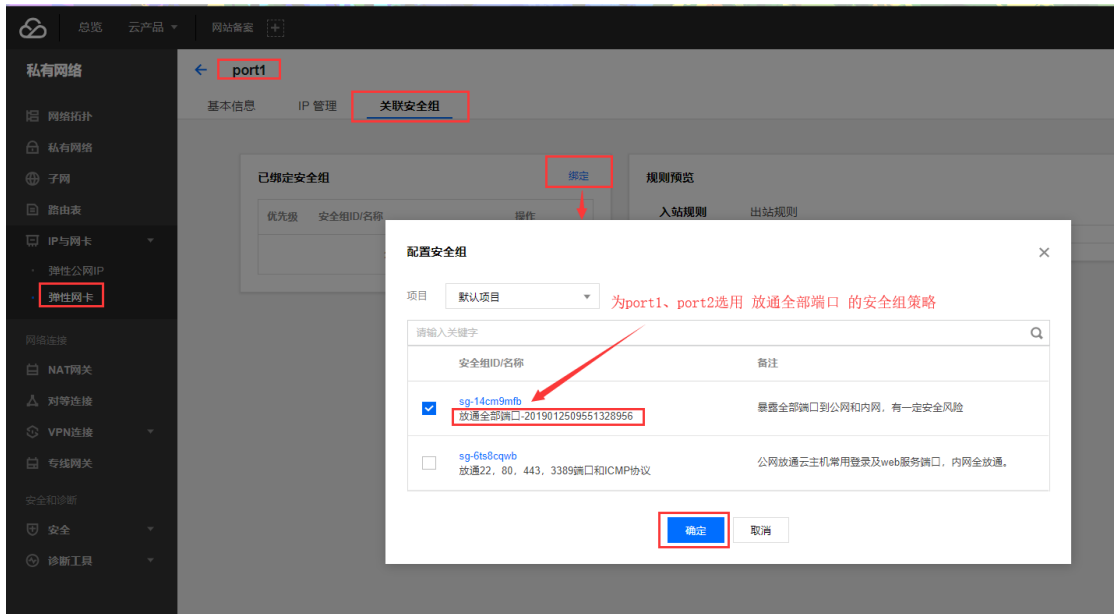 总览
云产品
网站备案
私有网络
port1
基本信息
IP 管理
关联安全组
网络拓扑
私有网络
子网
路由表
IP与网卡
弹性公网IP
弹性网卡
网络连接
NAT网关
对等连接
VPN连接
专线网关
安全和诊断
安全
诊断工具
已绑定安全组
绑定
优先级
安全组ID/名称
操作
规则预览
入站规则
出站规则
配置安全组
项目
默认项目
为port1、port2选用 放通全部端口 的安全组策略
请输入关键字
安全组ID/名称
备注
sg-14cm9mfb
放通全部端口-2019012509551328956
暴露全部端口到公网和内网，有一定安全风险
sg-6ts8cqwb
放通22，80，443，3389端口和ICMP协议
公网放通云主机常用登录及web服务端口，内网全放通。
确定
取消